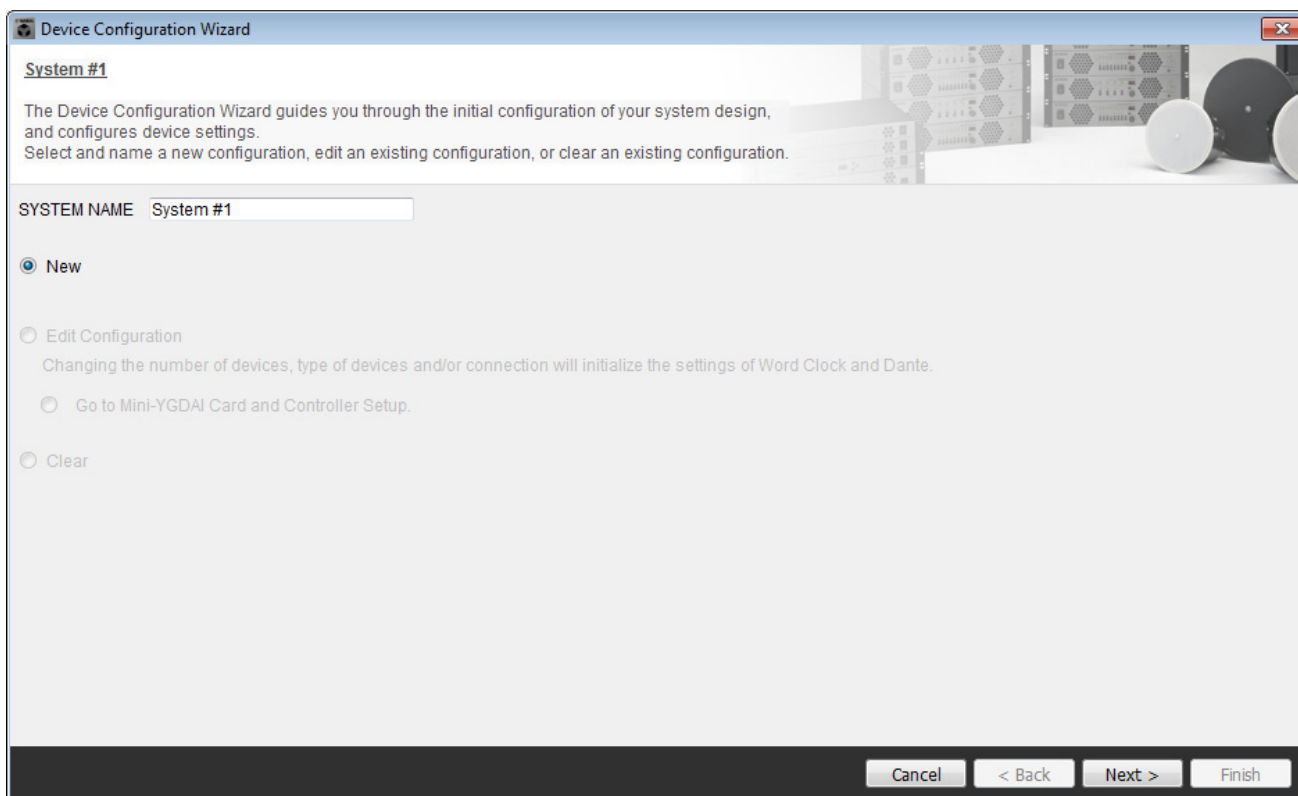 Device Configuration Wizard
System #1
The Device Configuration Wizard guides you through the initial configuration of your system design,
and configures device settings.
Select and name a new configuration, edit an existing configuration, or clear an existing configuration.
SYSTEM NAME System #1
New
Edit Configuration
Changing the number of devices, type of devices and/or connection will initialize the settings of Word Clock and Dante.
Go to Mini-YGDAI Card and Controller Setup.
Clear
Cancel < Back Next > Finish